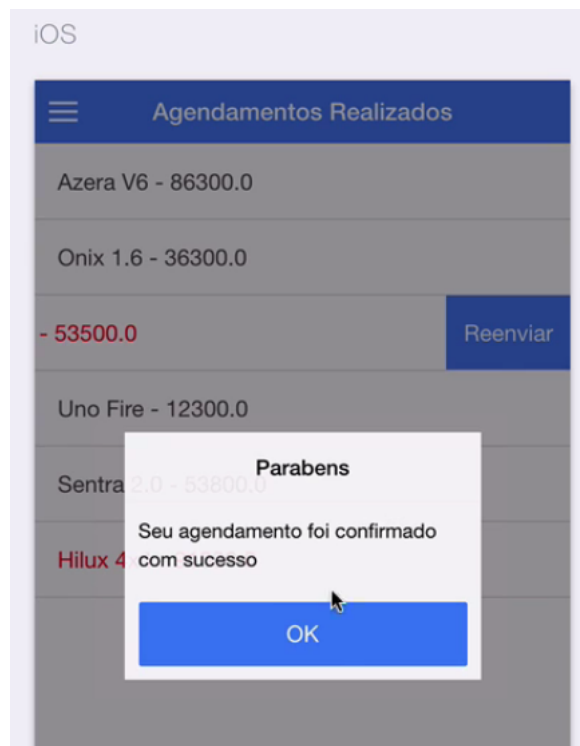 iOS
Agendamentos Realizados
Azera V6 - 86300.0
Onix 1.6 - 36300.0
- 53500.0
Reenviar
Uno Fire - 12300.0
Sentra 2.0 - 53800.0
Hilux 4
Parabens
Seu agendamento foi confirmado
com sucesso
OK